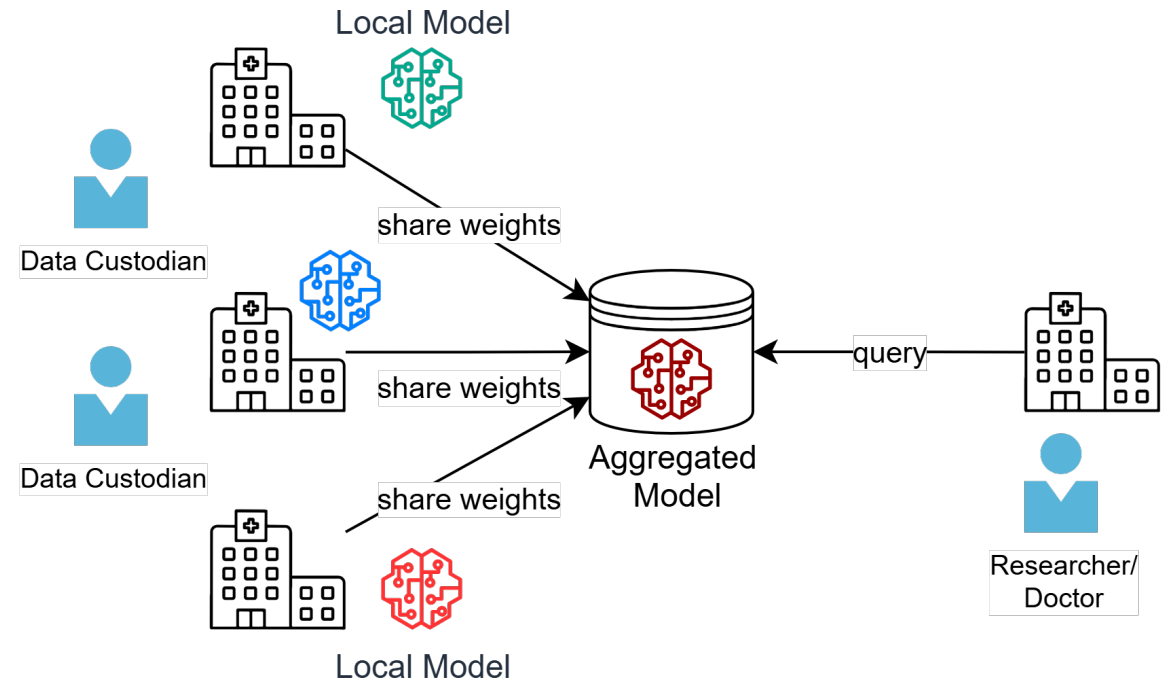 Local Model
share weights
Data Custodian
share weights
query
Data Custodian
Aggregated
Model
share weights
Researcher/
Doctor
Local Model